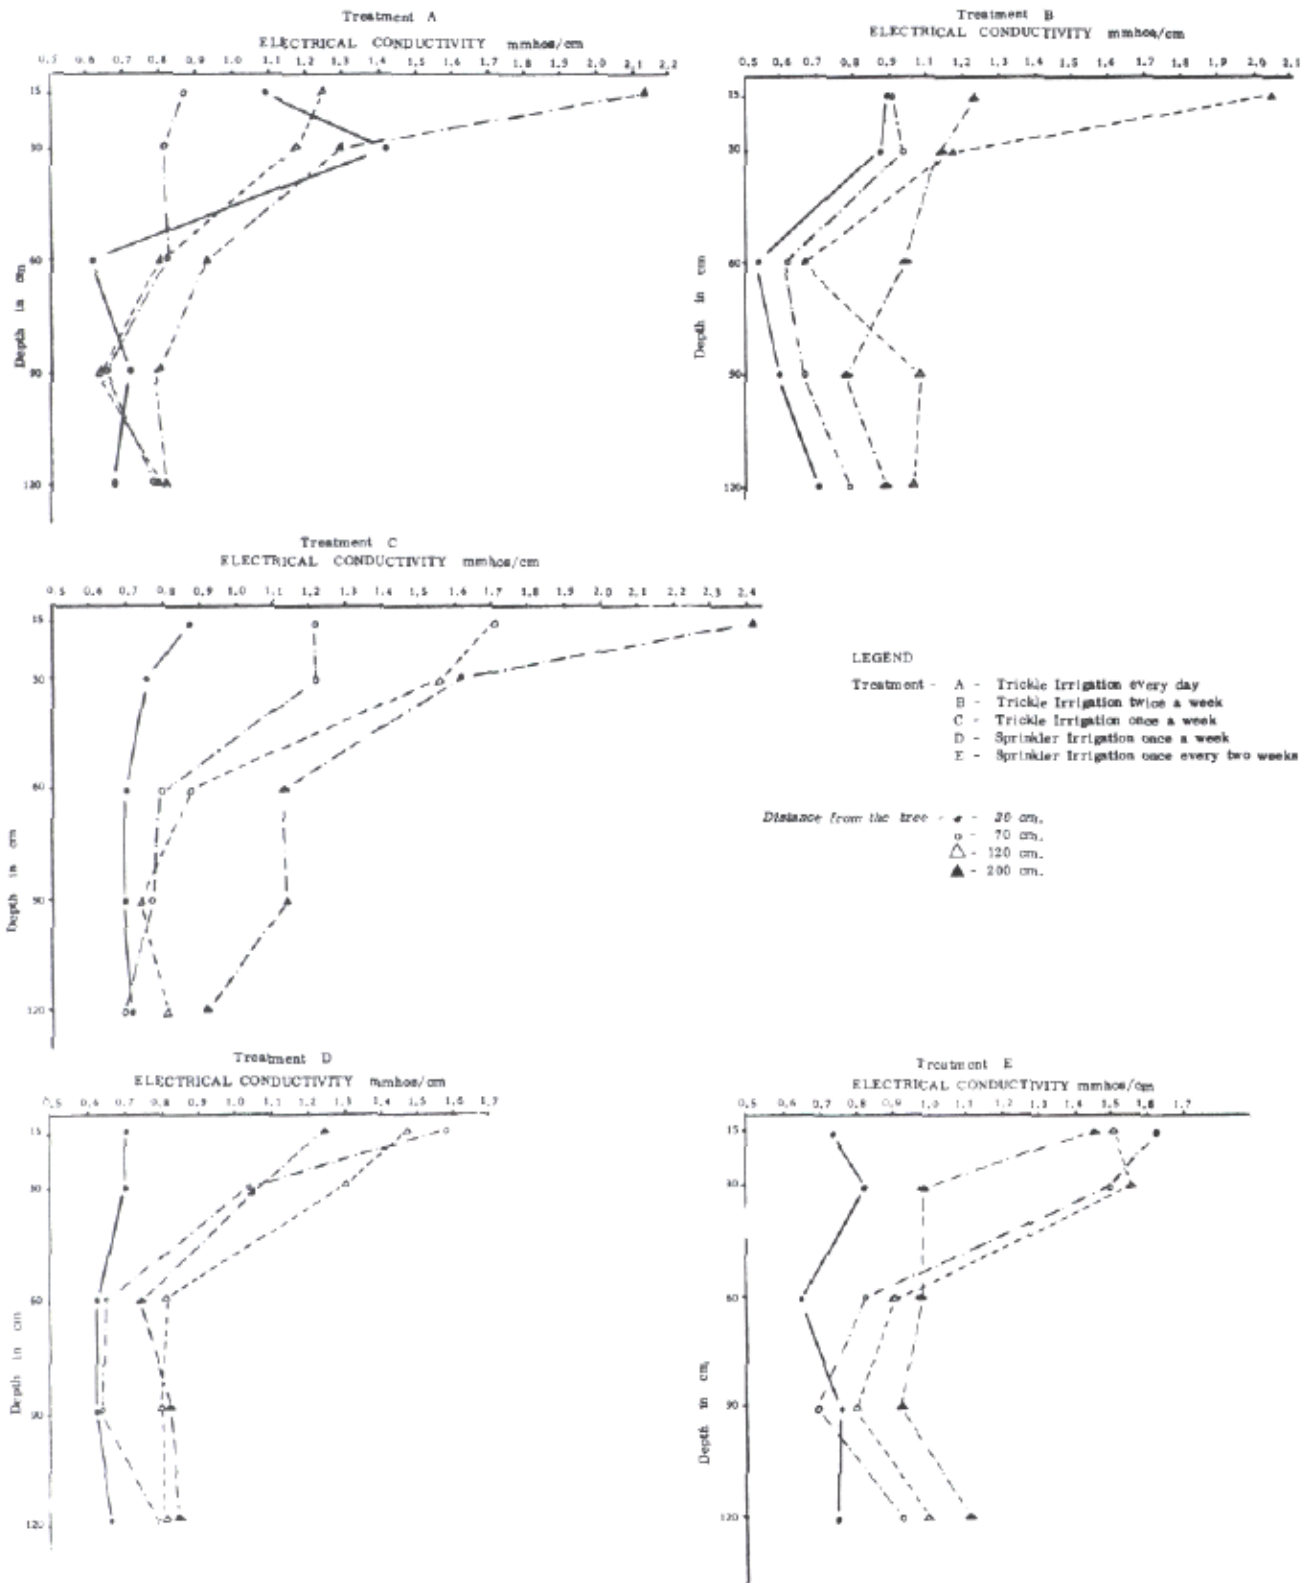 Treatment A
ELECTRICAL CONDUCTIVITY mmhos/cm
0.5 0.6 0.7 0.8 0.9 1.0 1.1 1.2 1.3 1.4 1.6 1.7 1.8 1.9 2.0 2.1 2.2
15
30
60
90
120
Depth in cm
Treatment B
ELECTRICAL CONDUCTIVITY mmhos/cm
0.5 0.6 0.7 0.8 0.9 1.0 1.1 1.2 1.3 1.4 1.5 1.6 1.7 1.8 1.9 2.0 2.1
15
30
60
90
120
Depth in cm
Treatment C
ELECTRICAL CONDUCTIVITY mmhos/cm
0.5 0.6 0.7 0.8 0.9 1.0 1.1 1.2 1.3 1.4 1.5 1.6 1.7 1.8 2.0 2.1 2.2 2.3 2.4
15
30
60
90
120
Depth in cm
LEGEND
Treatment - A - Trickle Irrigation every day
B - Trickle Irrigation twice a week
C - Trickle Irrigation once a week
D - Sprinkler Irrigation once a week
E - Sprinkler Irrigation once every two weeks
Distance from the tree - • - 30 cm.
o - 70 cm.
△ - 120 cm.
▲ - 200 cm.
Treatment D
ELECTRICAL CONDUCTIVITY mmhos/cm
0.5 0.6 0.7 0.8 0.9 1.0 1.1 1.2 1.3 1.4 1.5 1.6 1.7
15
30
60
90
120
Depth in cm
Treatment E
ELECTRICAL CONDUCTIVITY mmhos/cm
0.5 0.6 0.7 0.8 0.9 1.0 1.1 1.2 1.3 1.4 1.5 1.6 1.7
15
30
60
90
120
Depth in cm.